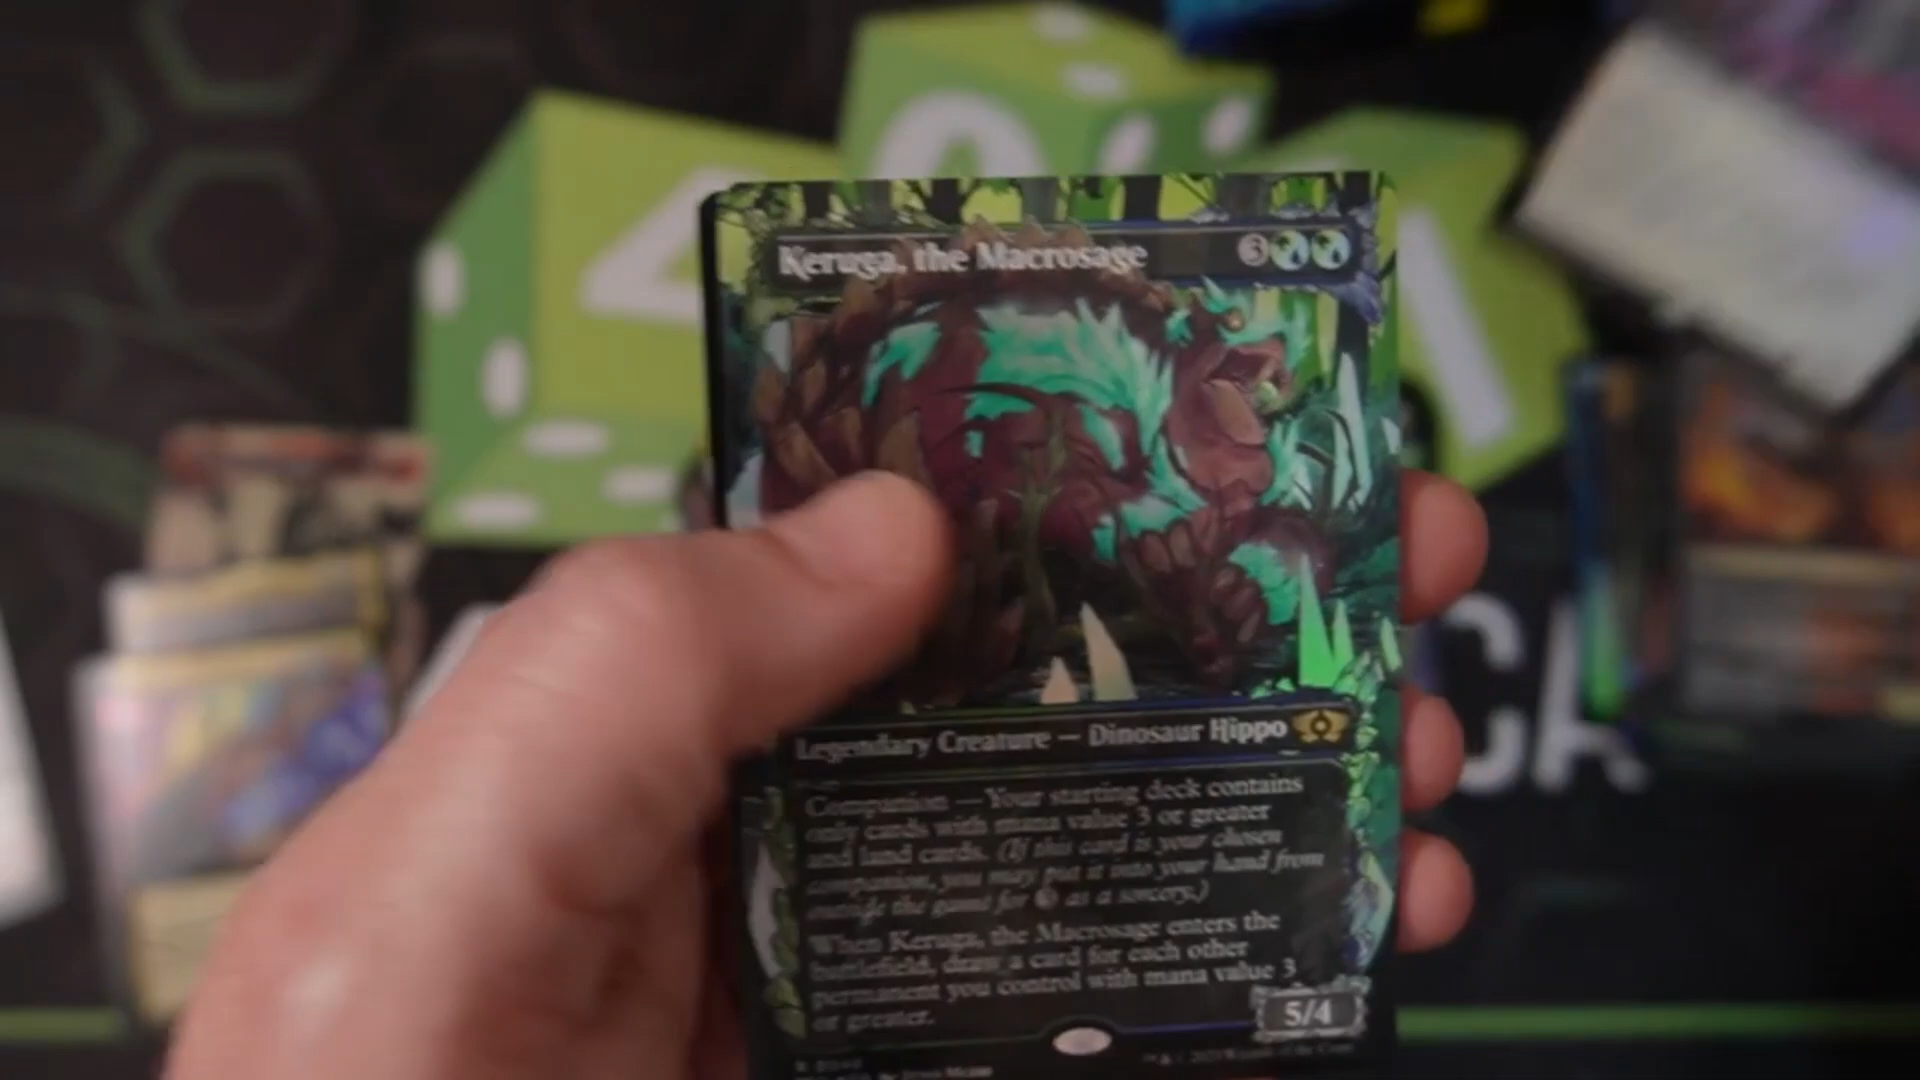 Keruga, the Macrosage 3
Legendary Creature — Dinosaur Hippo
Companion — Your starting deck contains
only cards with mana value 3 or greater
and land cards. (If this card is your chosen
companion, you may put it into your hand from
outside the game for 3 as a sorcery.)
When Keruga, the Macrosage enters the
battlefield, draw a card for each other
permanent you control with mana value 3
or greater.
5/4
CA